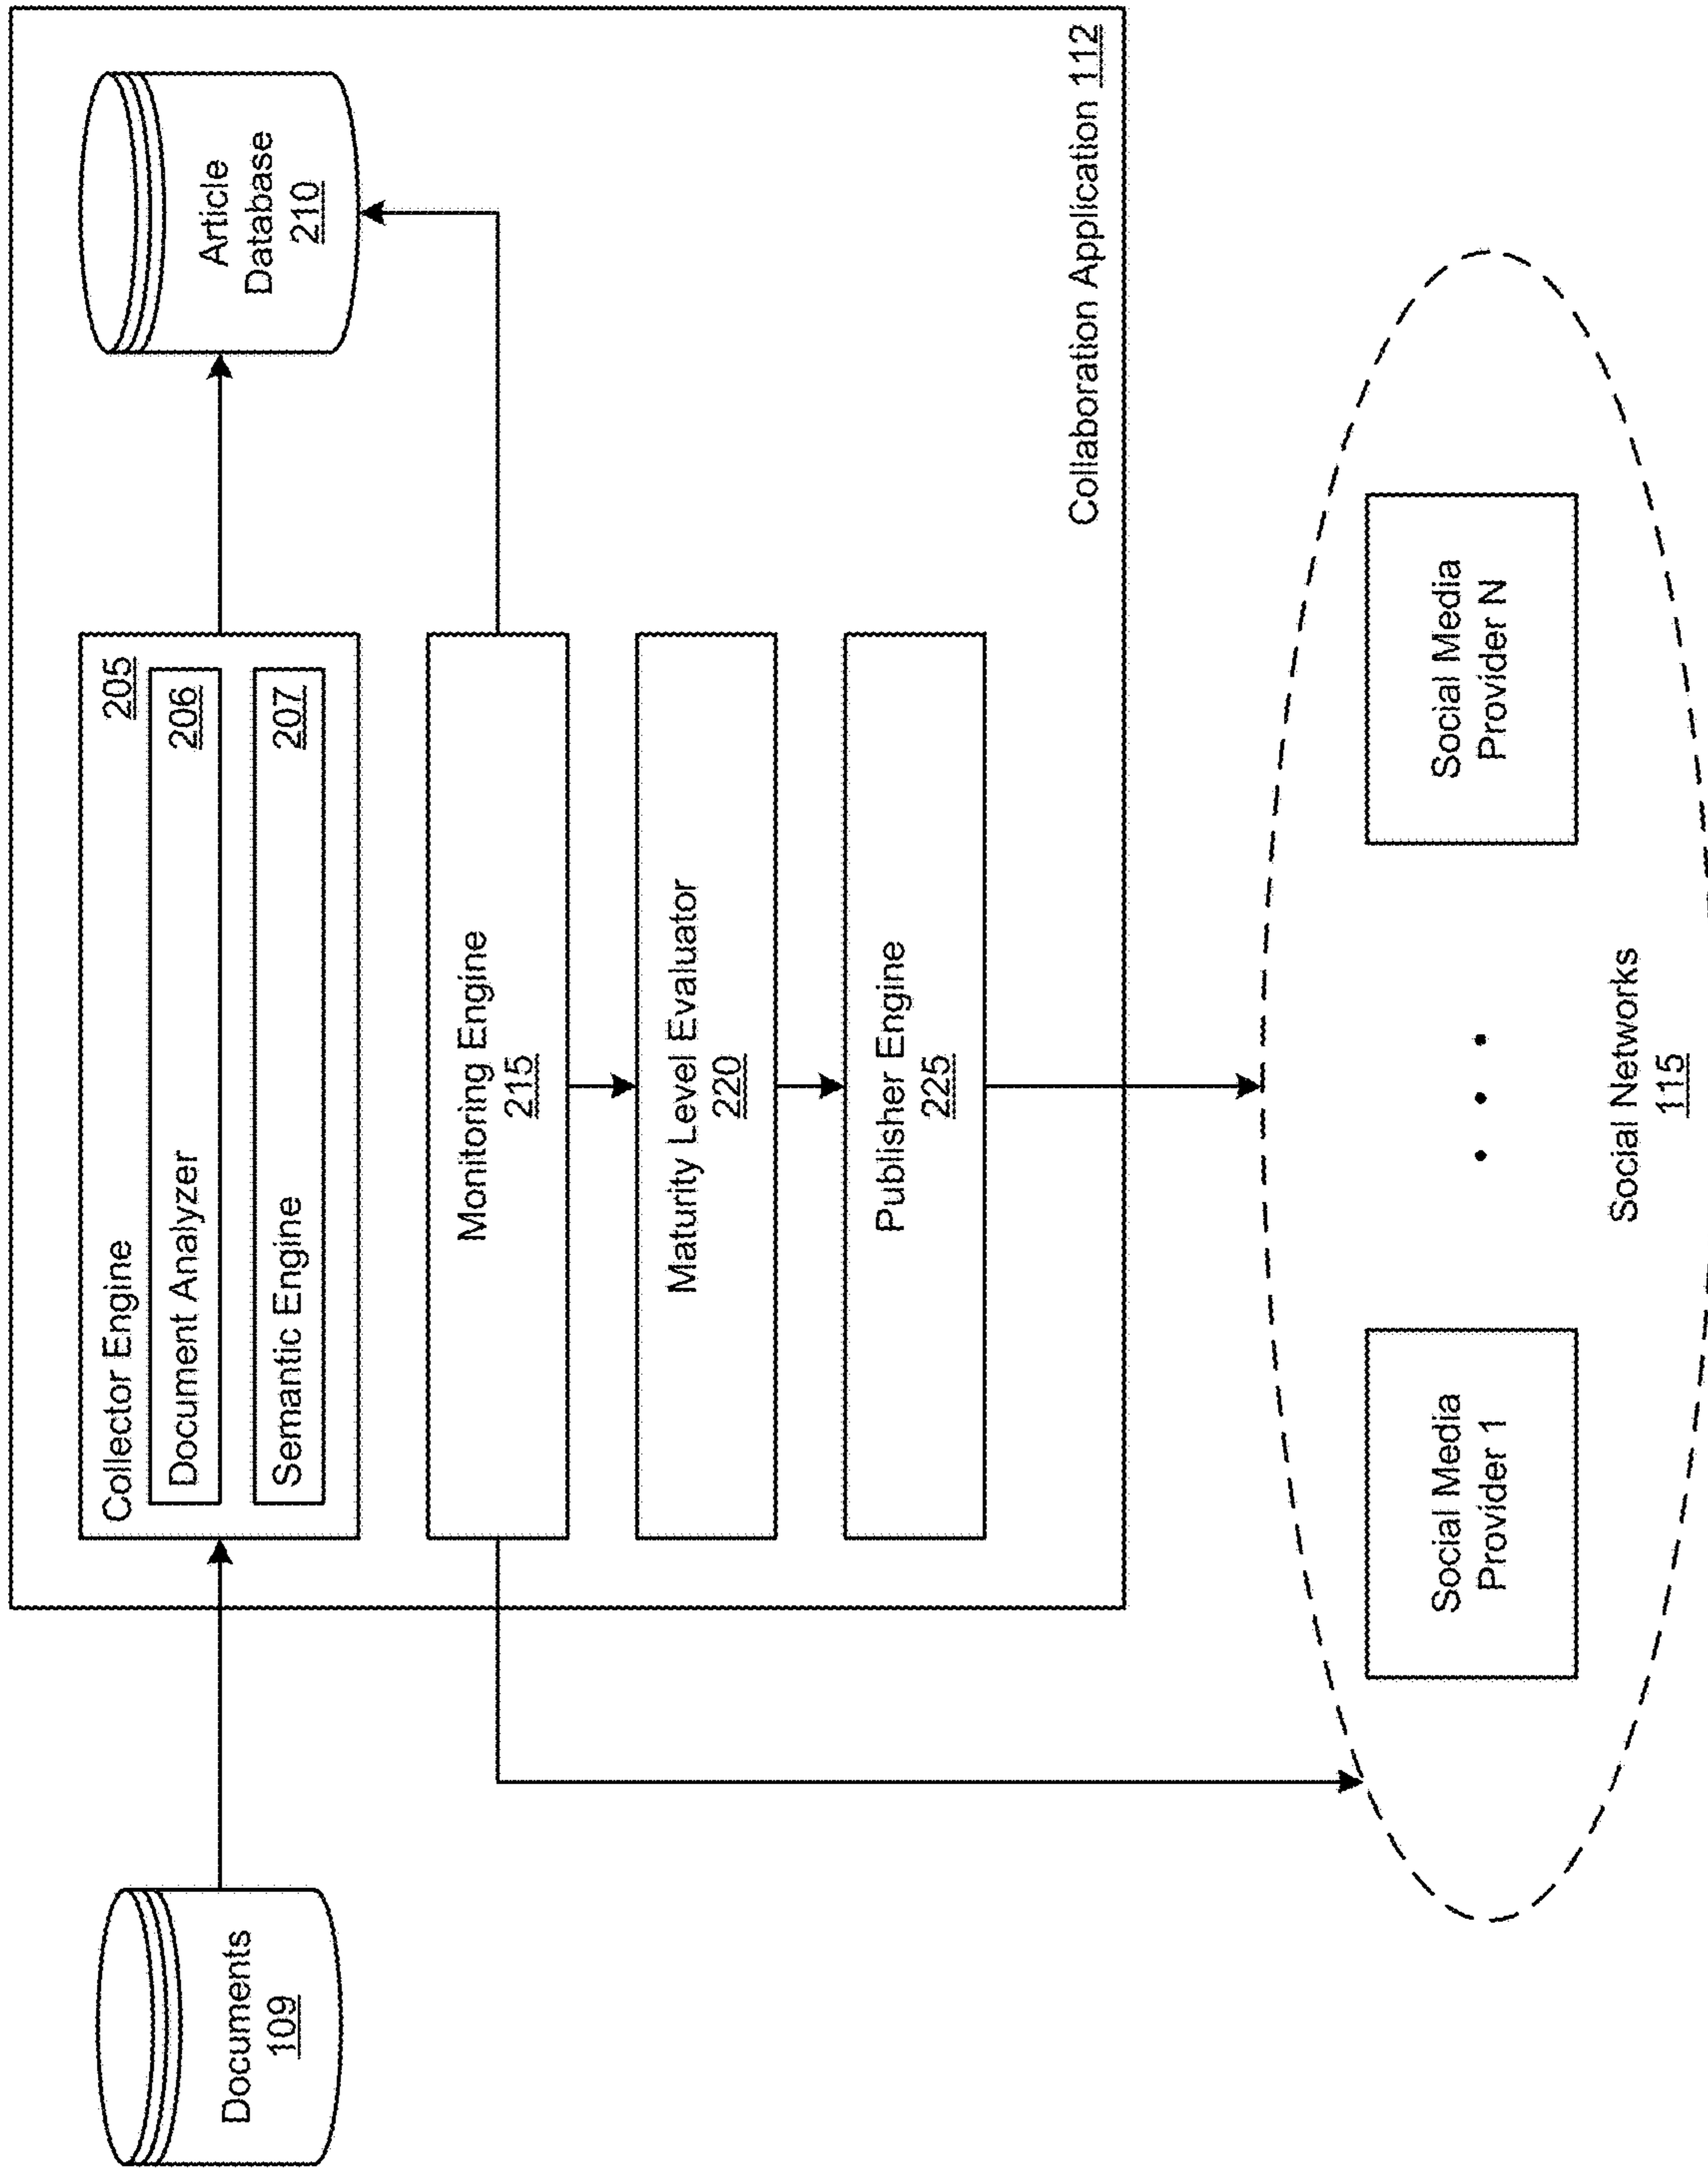 Documents
109
Collector Engine
205
Document Analyzer
206
Semantic Engine
207
Article
Database
210
Monitoring Engine
215
Maturity Level Evaluator
220
Publisher Engine
225
Collaboration Application 112
Social Media
Provider 1
• • •
Social Media
Provider N
Social Networks
115